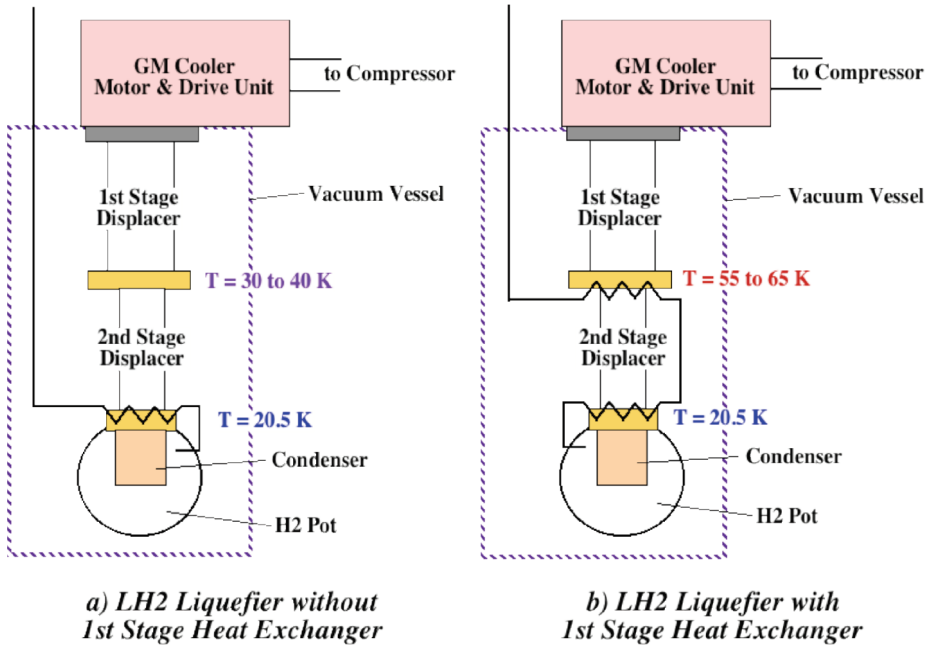 GM Cooler
Motor & Drive Unit
to Compressor
1st Stage
Displacer
Vacuum Vessel
T = 30 to 40 K
2nd Stage
Displacer
T = 20.5 K
Condenser
H2 Pot
a) LH2 Liquefier without
1st Stage Heat Exchanger
GM Cooler
Motor & Drive Unit
to Compressor
1st Stage
Displacer
Vacuum Vessel
T = 55 to 65 K
2nd Stage
Displacer
T = 20.5 K
Condenser
H2 Pot
b) LH2 Liquefier with
1st Stage Heat Exchanger